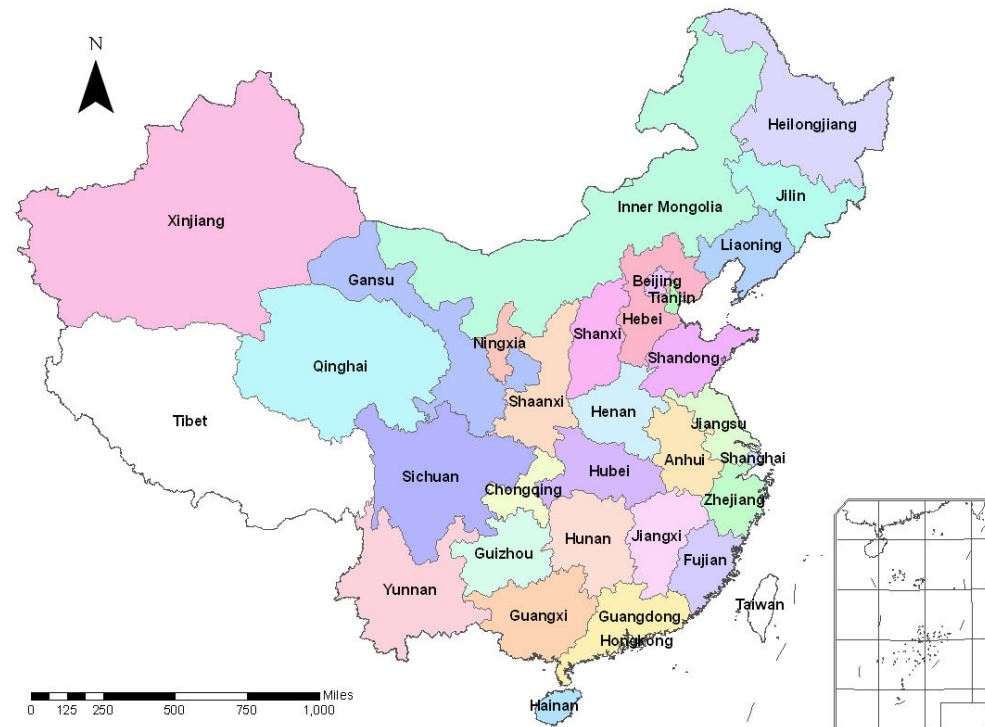 N
Heilongjiang
Jilin
Inner Mongolia
Xinjiang
Liaoning
Gansu
Beijing
Tianjin
Hebei
Shanxi
Ningxia
Shandong
Qinghai
Shaanxi
Henan
Jiangsu
Tibet
Shanghai
Anhui
Hubei
Sichuan
Chongqing
Zhejiang
Hunan
Jiangxi
Guizhou
Fujian
Yunnan
Taiwan
Guangxi
Guangdong
Hongkong
Miles
Hainan
0 125 250 500 750 1,000